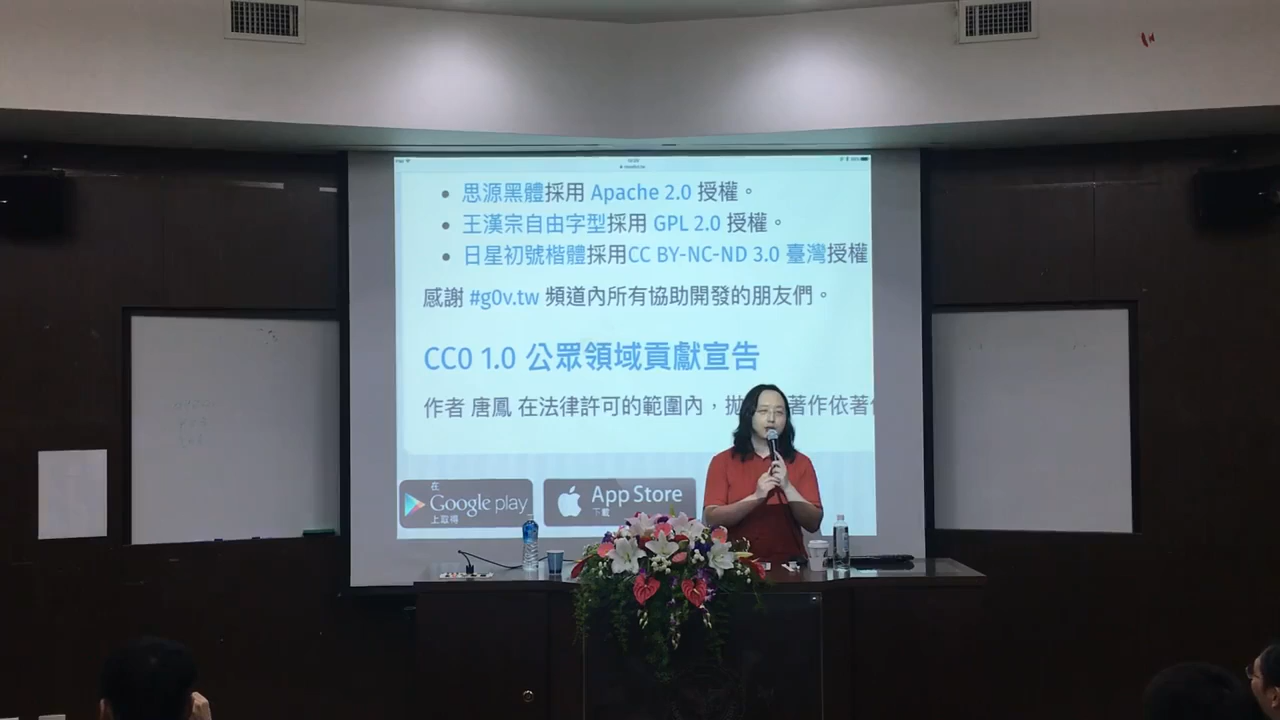 思源黑體採用 Apache 2.0 授權。
王漢宗自由字型採用 GPL 2.0 授權。
日星初號楷體採用CC BY-NC-ND 3.0 臺灣授權
感謝 #g0v.tw 頻道內所有協助開發的朋友們。
CC0 1.0 公眾領域貢獻宣告
作者 唐鳳 在法律許可的範圍內，拋 著作依著
在
Google play
上取得
App Store
下載